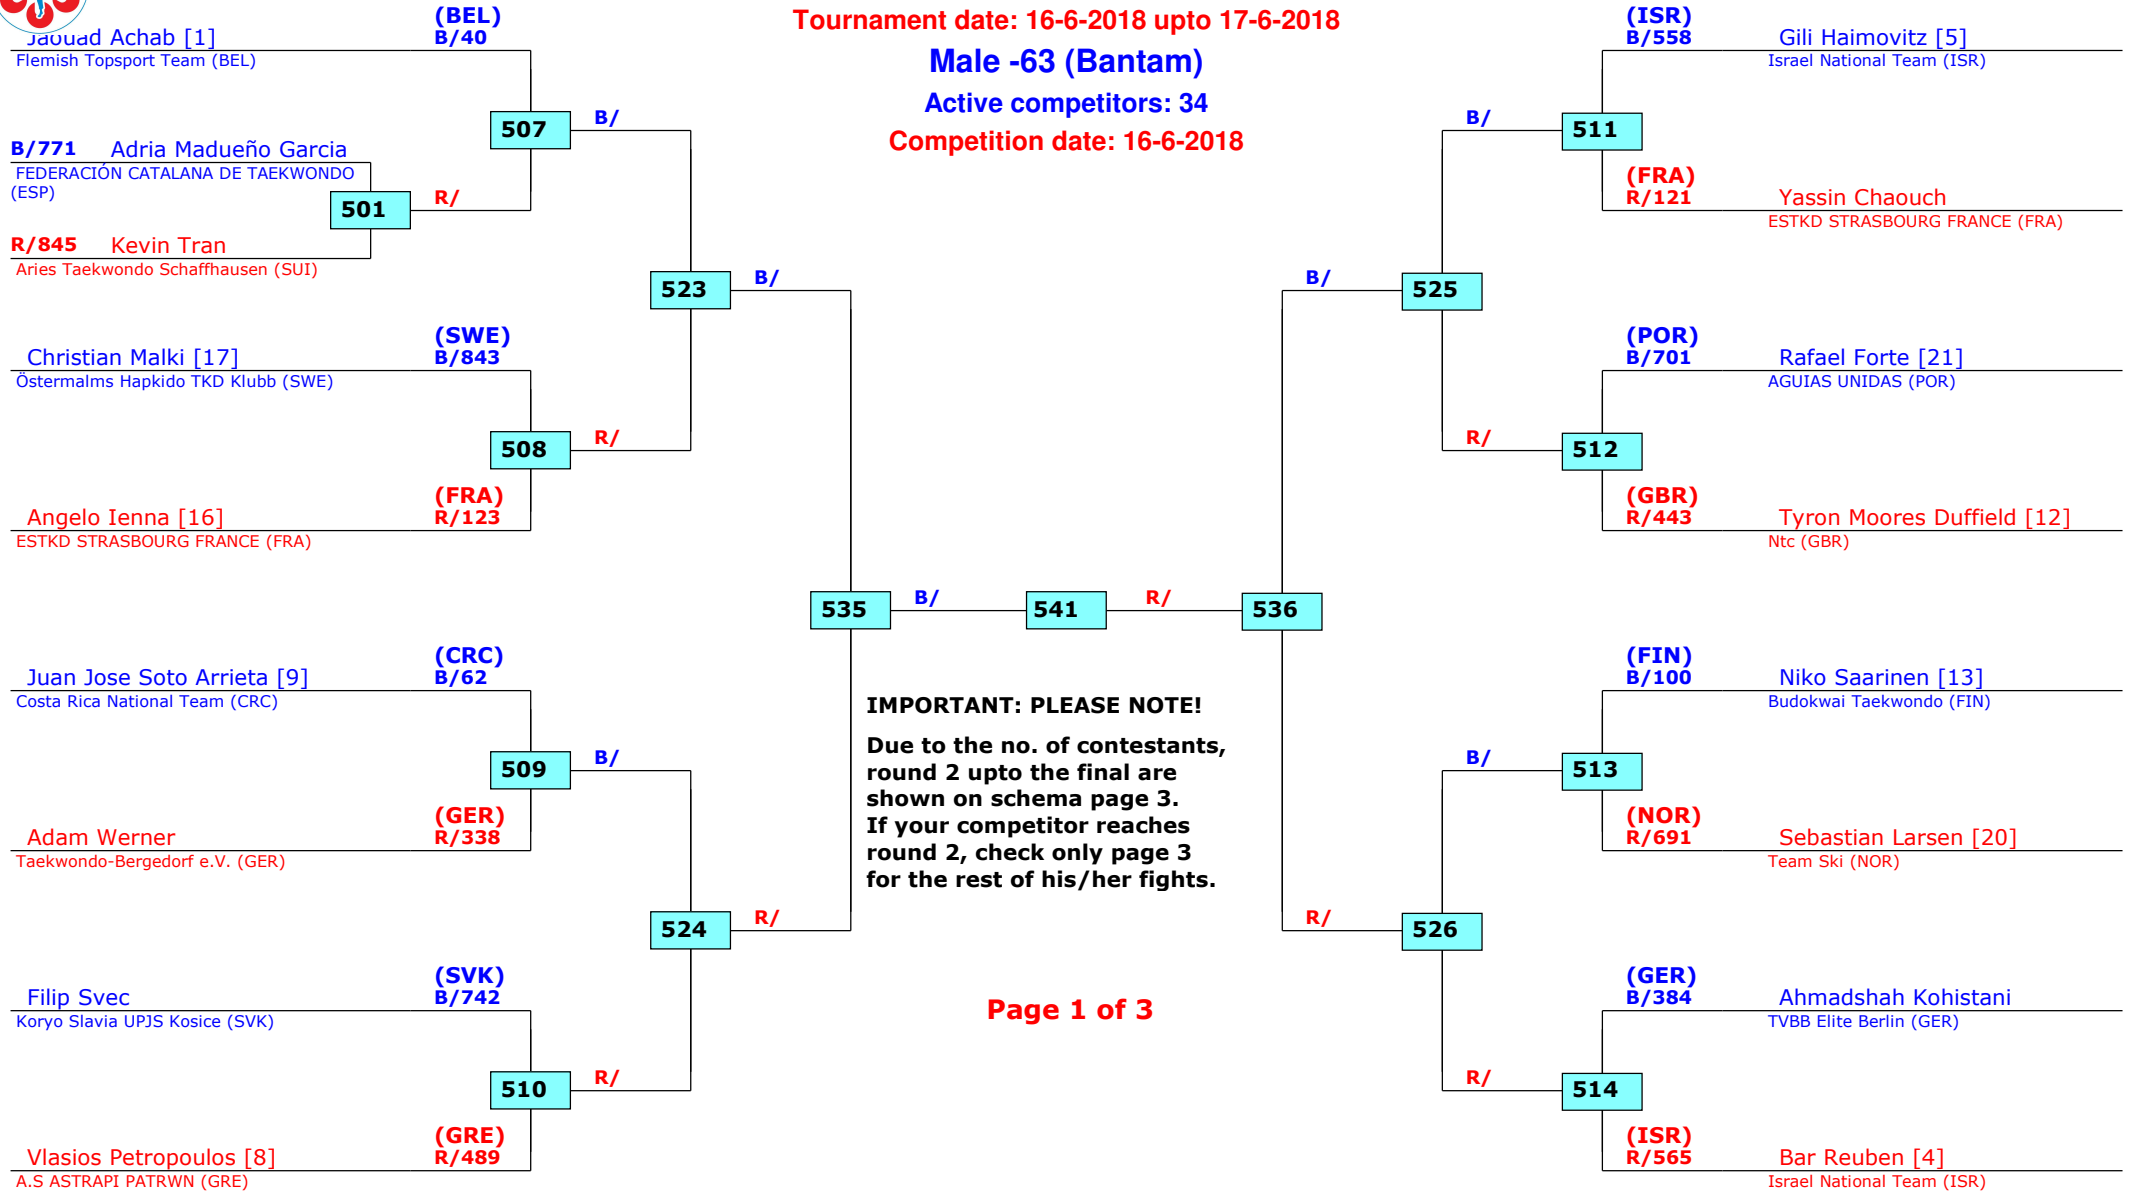 Tournament date: 16-6-2018 upto 17-6-2018
Male -63 (Bantam)
Active competitors: 34
Competition date: 16-6-2018
(BEL)
Jaouad Achab [1] B/40
Flemish Topsport Team (BEL)
507 B/
B/771 Adria Madueño Garcia
FEDERACIÓN CATALANA DE TAEKWONDO
(ESP)
501 R/
R/845 Kevin Tran
Aries Taekwondo Schaffhausen (SUI)
523 B/
(SWE)
Christian Malki [17] B/843
Östermalms Hapkido TKD Klubb (SWE)
508 R/
(FRA)
Angelo Ienna [16] R/123
ESTKD STRASBOURG FRANCE (FRA)
535 B/ 541 R/ 536
(CRC)
Juan Jose Soto Arrieta [9] B/62
Costa Rica National Team (CRC)
509 B/
(GER)
Adam Werner R/338
Taekwondo-Bergedorf e.V. (GER)
524 R/
(SVK)
Filip Svec B/742
Koryo Slavia UPJS Kosice (SVK)
510 R/
(GRE)
Vlasios Petropoulos [8] R/489
A.S ASTRAPI PATRWN (GRE)
IMPORTANT: PLEASE NOTE!
Due to the no. of contestants,
round 2 upto the final are
shown on schema page 3.
If your competitor reaches
round 2, check only page 3
for the rest of his/her fights.
Page 1 of 3
(ISR)
B/558 Gili Haimovitz [5]
Israel National Team (ISR)
B/ 511
(FRA)
R/121 Yassin Chaouch
ESTKD STRASBOURG FRANCE (FRA)
B/ 525
(POR)
B/701 Rafael Forte [21]
AGUIAS UNIDAS (POR)
R/ 512
(GBR)
R/443 Tyron Moores Duffield [12]
Ntc (GBR)
(FIN)
B/100 Niko Saarinen [13]
Budokwai Taekwondo (FIN)
B/ 513
(NOR)
R/691 Sebastian Larsen [20]
Team Ski (NOR)
R/ 526
(GER)
B/384 Ahmadshah Kohistani
TVBB Elite Berlin (GER)
R/ 514
(ISR)
R/565 Bar Reuben [4]
Israel National Team (ISR)